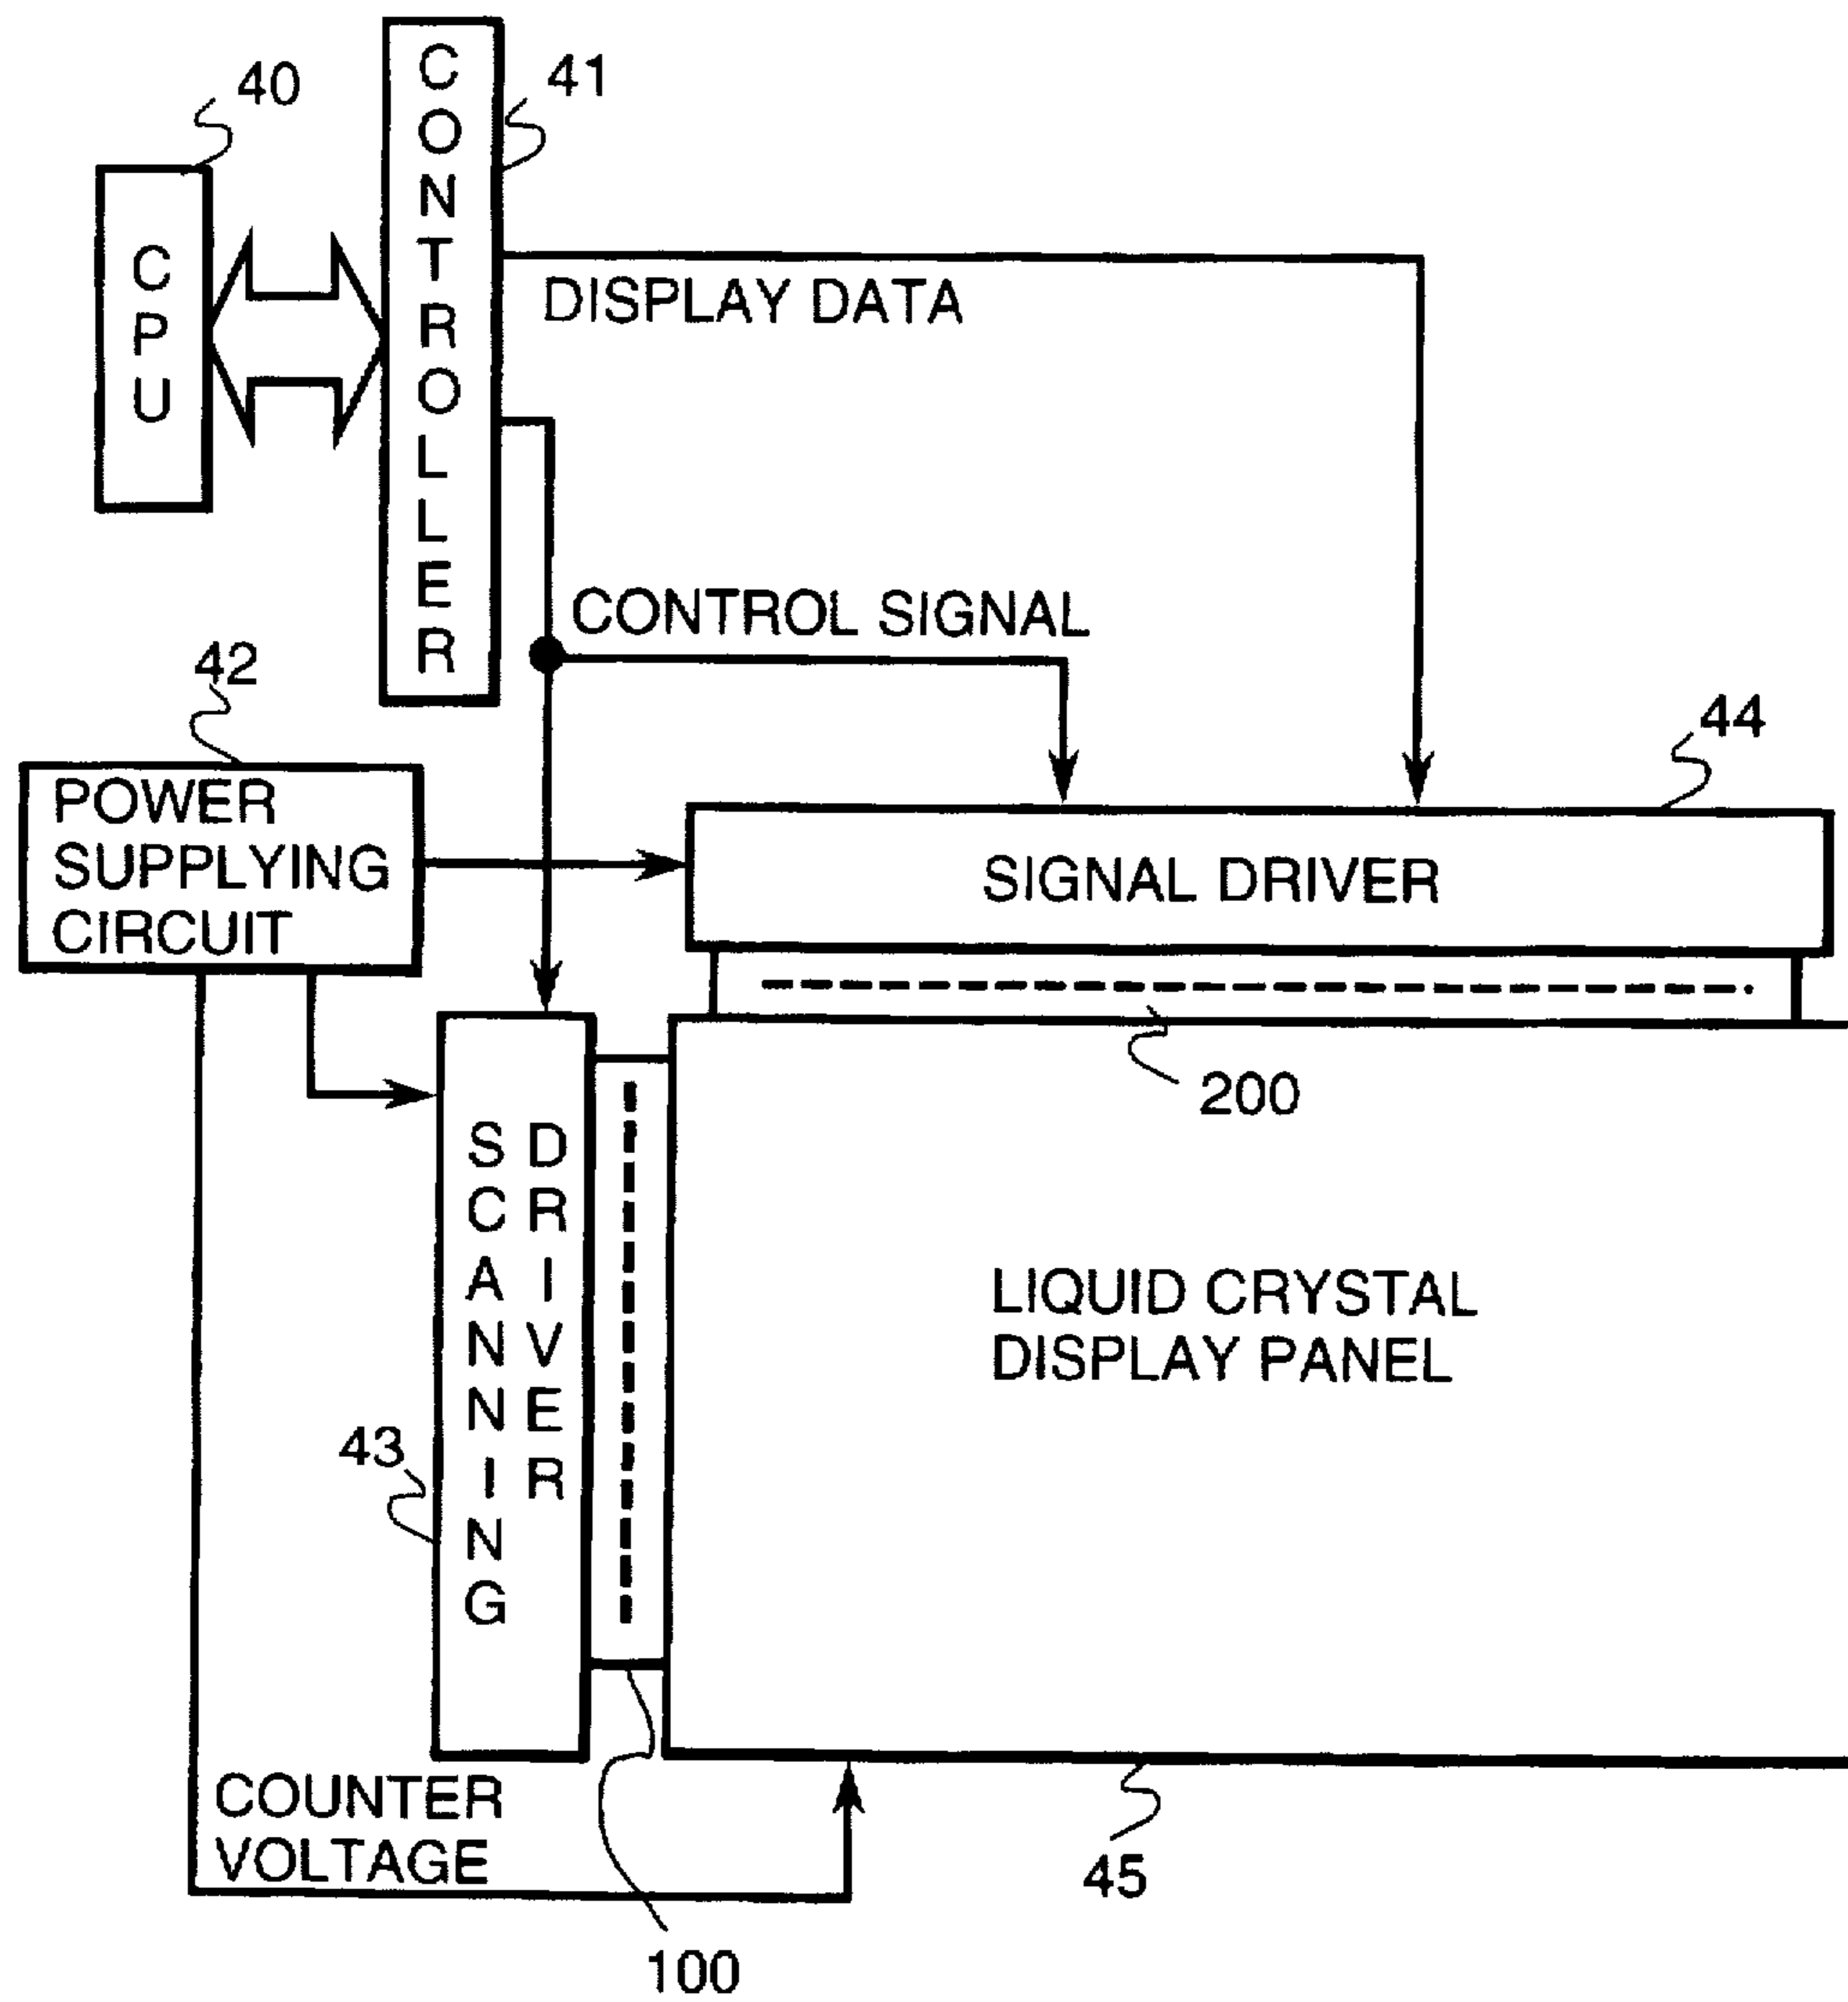 40
41
CPU
CONTROLLER
DISPLAY DATA
CONTROL SIGNAL
42
44
POWER
SUPPLYING
CIRCUIT
SIGNAL DRIVER
200
SCANNING
DRIVER
LIQUID CRYSTAL
DISPLAY PANEL
43
COUNTER
VOLTAGE
45
100